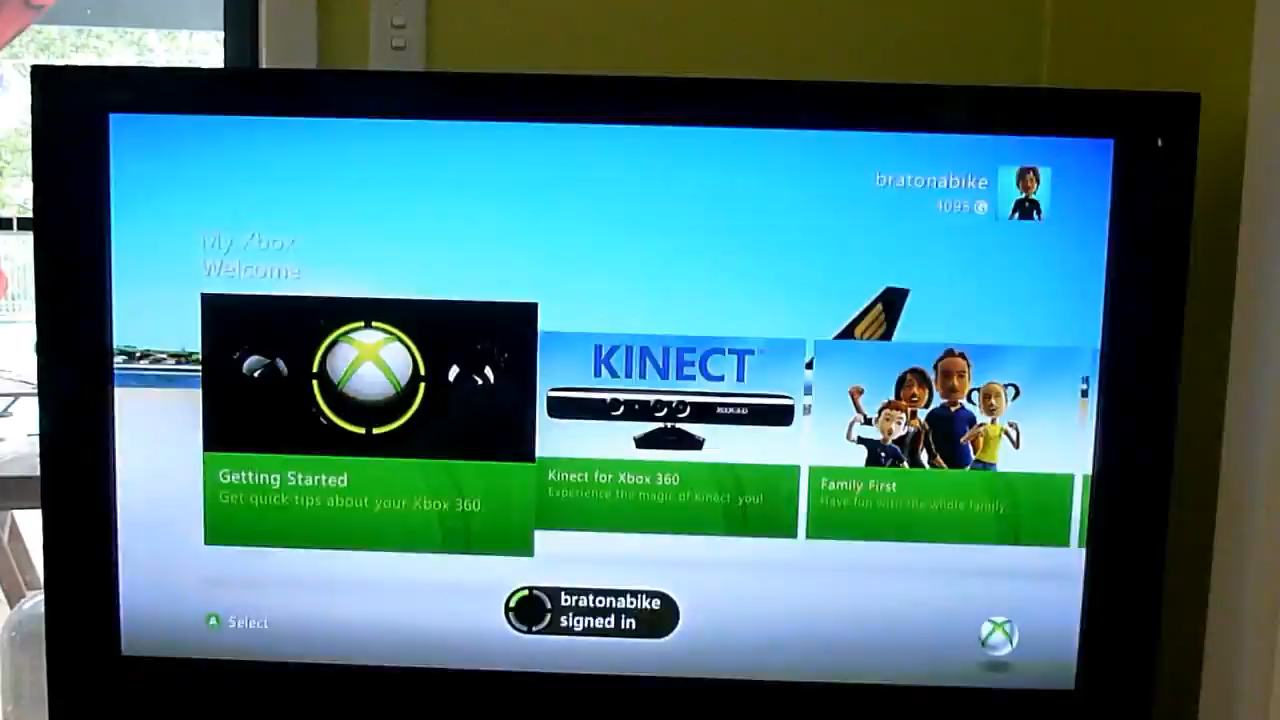 bratonabike
4095 G
My Xbox
Welcome
KINECT
Getting Started
Get quick tips about your Xbox 360
Kinect for Xbox 360
Experience the magic of Kinect you!
Family First
Have fun with the whole family...
bratonabike
signed in
A Select